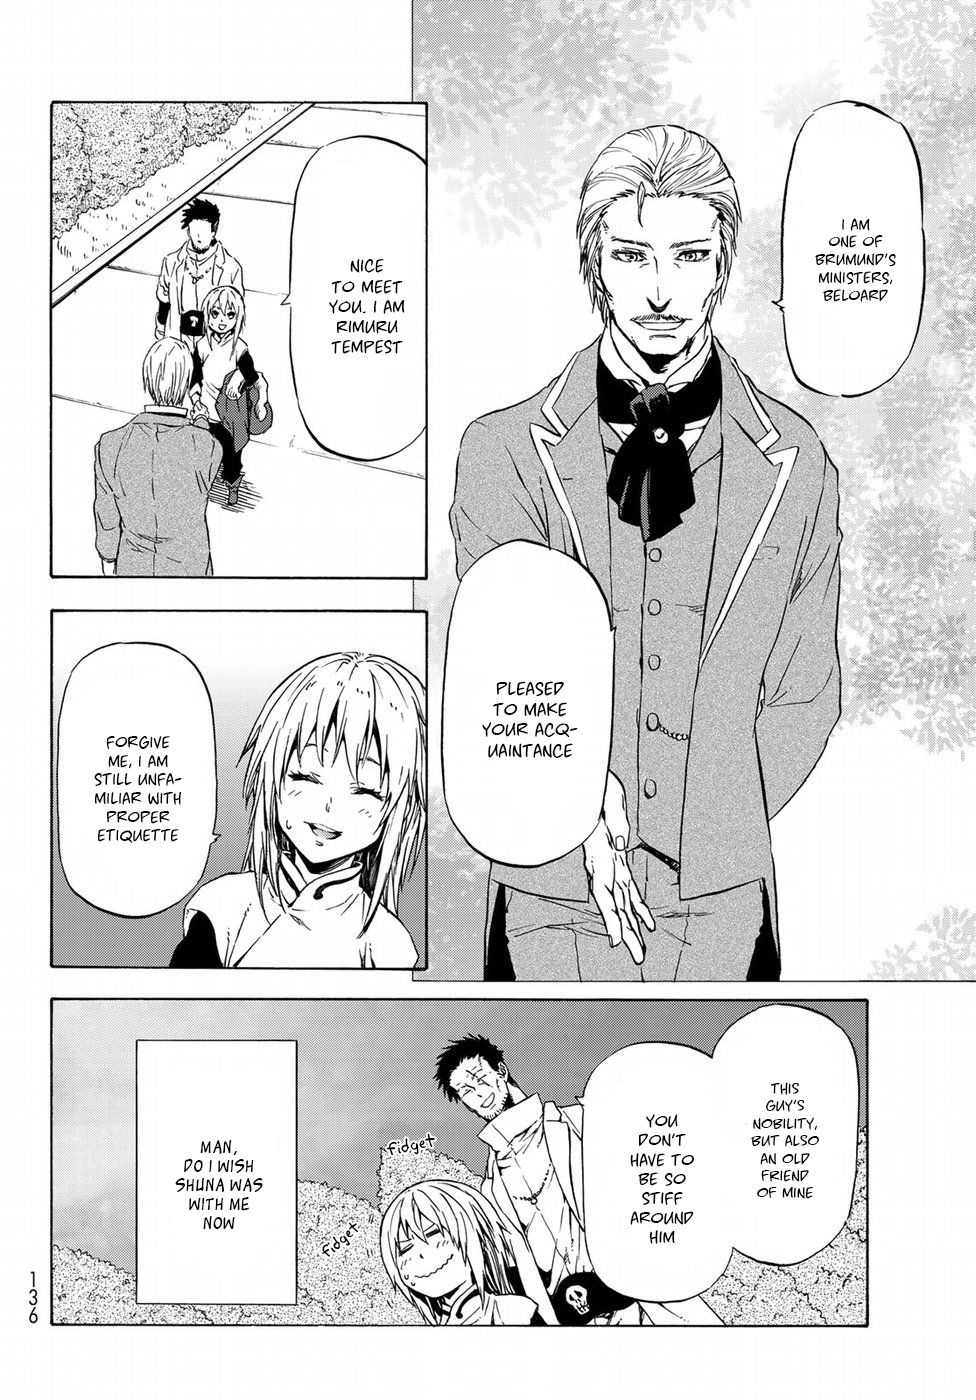 I AM
ONE OF
BRUMUND'S
MINISTERS,
BELOARD
PLEASED
TO MAKE
YOUR ACQ-
UAINTANCE
NICE
TO MEET
YOU. I AM
RIMURU
TEMPEST
FORGIVE
ME, I AM
STILL UNFA-
MILIAR WITH
PROPER
ETIQUETTE
THIS
GUY'S
NOBILITY,
BUT ALSO
AN OLD
FRIEND
OF MINE
YOU
DON'T
HAVE TO
BE SO
STIFF
AROUND
HIM
fidget
fidget
MAN,
DO I WISH
SHUNA WAS
WITH ME
NOW
136